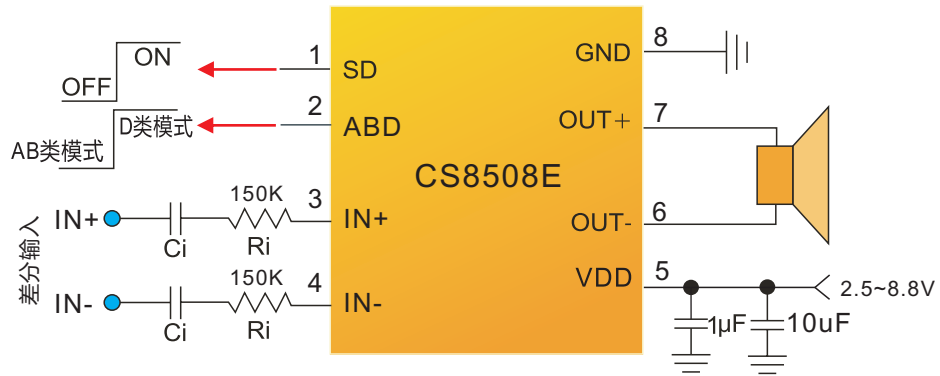 ON
OFF
D类模式
AB类模式
1
SD
2
ABD
差分输入
IN+
Ci
150K
Ri
3
IN+
IN-
Ci
150K
Ri
4
IN-
CS8508E
GND
8
OUT+
7
OUT-
6
VDD
5
1μF
10uF
2.5~8.8V